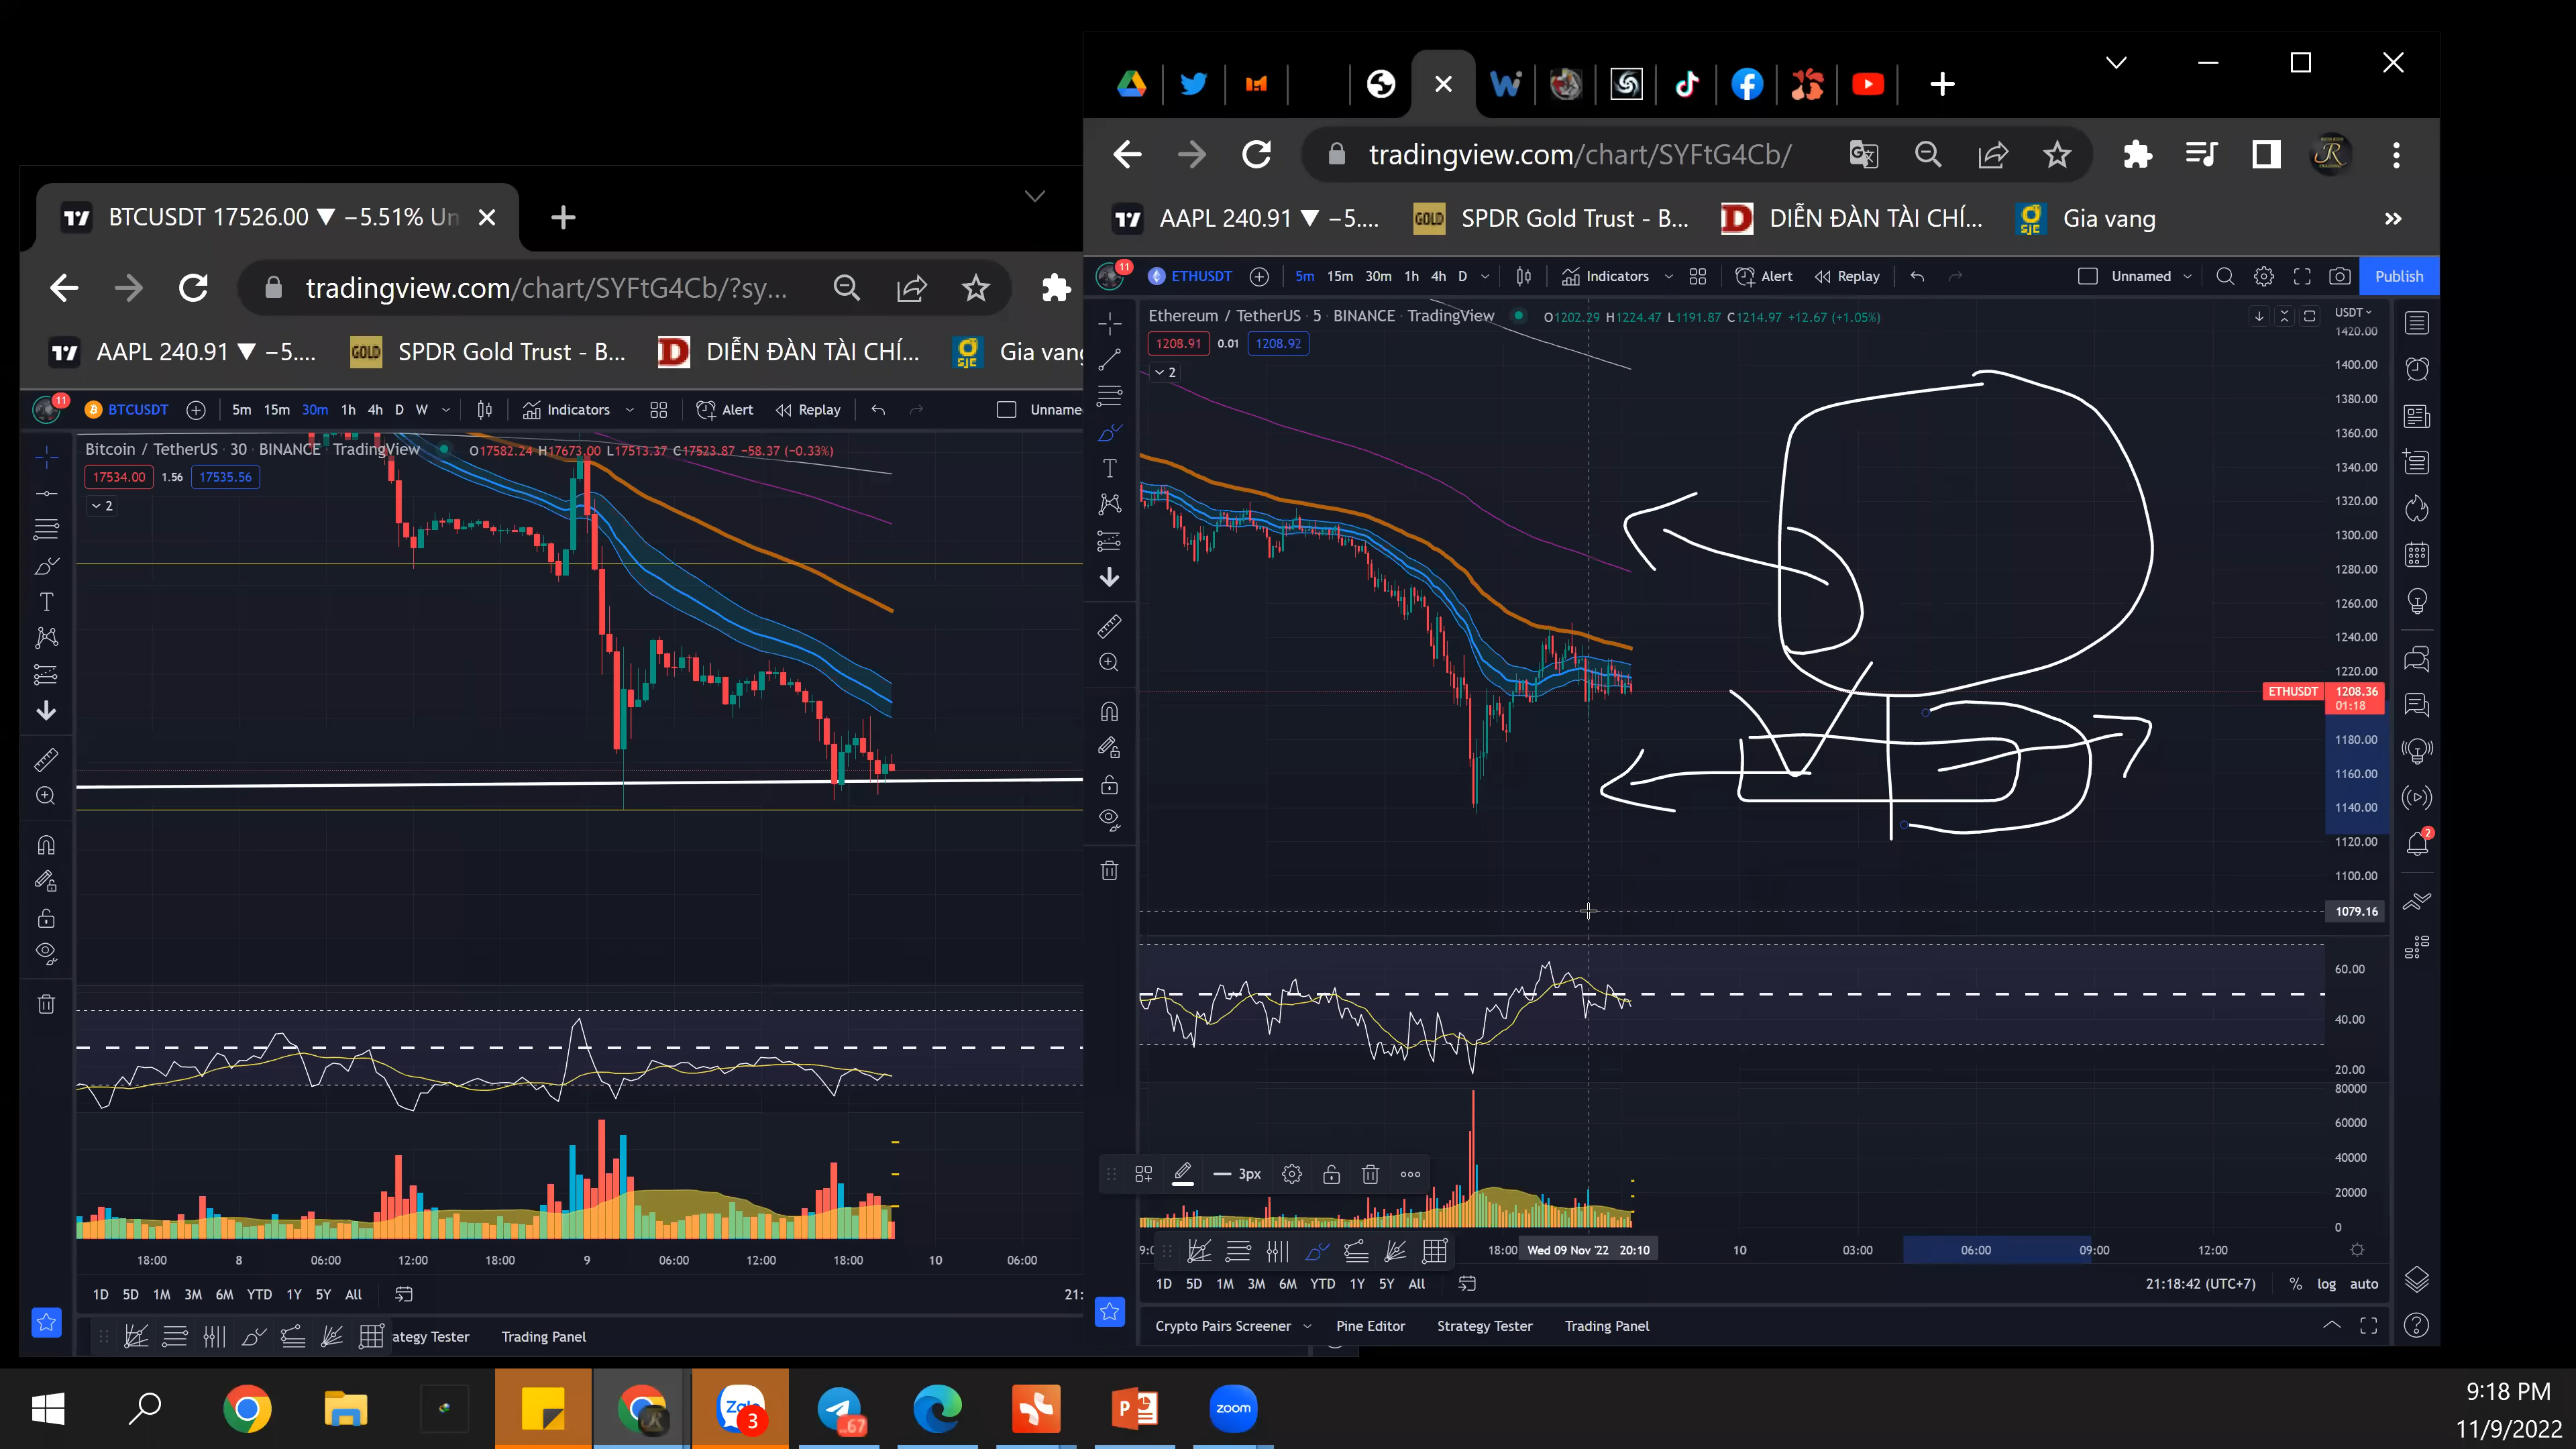 BTCUSDT 17526.00 ▼ −5.51% Un
tradingview.com/chart/SYFtG4Cb/?sy...
AAPL 240.91 ▼ −5.... SPDR Gold Trust - B... DIỄN ĐÀN TÀI CHÍ... Gia vang
11 BTCUSDT 5m 15m 30m 1h 4h D W Indicators Alert Replay Unname
Bitcoin / TetherUS · 30 · BINANCE · TradingView O17582.24 H17673.00 L17513.37 C17523.87 −58.37 (−0.33%)
17534.00 1.56 17535.56
2
18:00 8 06:00 12:00 18:00 9 06:00 12:00 18:00 10 06:00
1D 5D 1M 3M 6M YTD 1Y 5Y All 21:
ategy Tester Trading Panel
tradingview.com/chart/SYFtG4Cb/
AAPL 240.91 ▼ −5.... SPDR Gold Trust - B... DIỄN ĐÀN TÀI CHÍ... Gia vang »
11 ETHUSDT 5m 15m 30m 1h 4h D Indicators Alert Replay Unnamed Publish
Ethereum / TetherUS · 5 · BINANCE · TradingView O1202.29 H1224.47 L1191.87 C1214.97 +12.67 (+1.05%) USDT
1208.91 0.01 1208.92
2
1420.00
1400.00
1380.00
1360.00
1340.00
1320.00
1300.00
1280.00
1260.00
1240.00
1220.00
ETHUSDT 1208.36
01:18
1180.00
1160.00
1140.00
1120.00
1100.00
1079.16
60.00
40.00
20.00
80000
60000
40000
20000
0
3px
18:00 Wed 09 Nov '22 20:10 10 03:00 06:00 09:00 12:00
1D 5D 1M 3M 6M YTD 1Y 5Y All 21:18:42 (UTC+7) % log auto
Crypto Pairs Screener Pine Editor Strategy Tester Trading Panel
2
Zalo 3 67 zoom
9:18 PM
11/9/2022